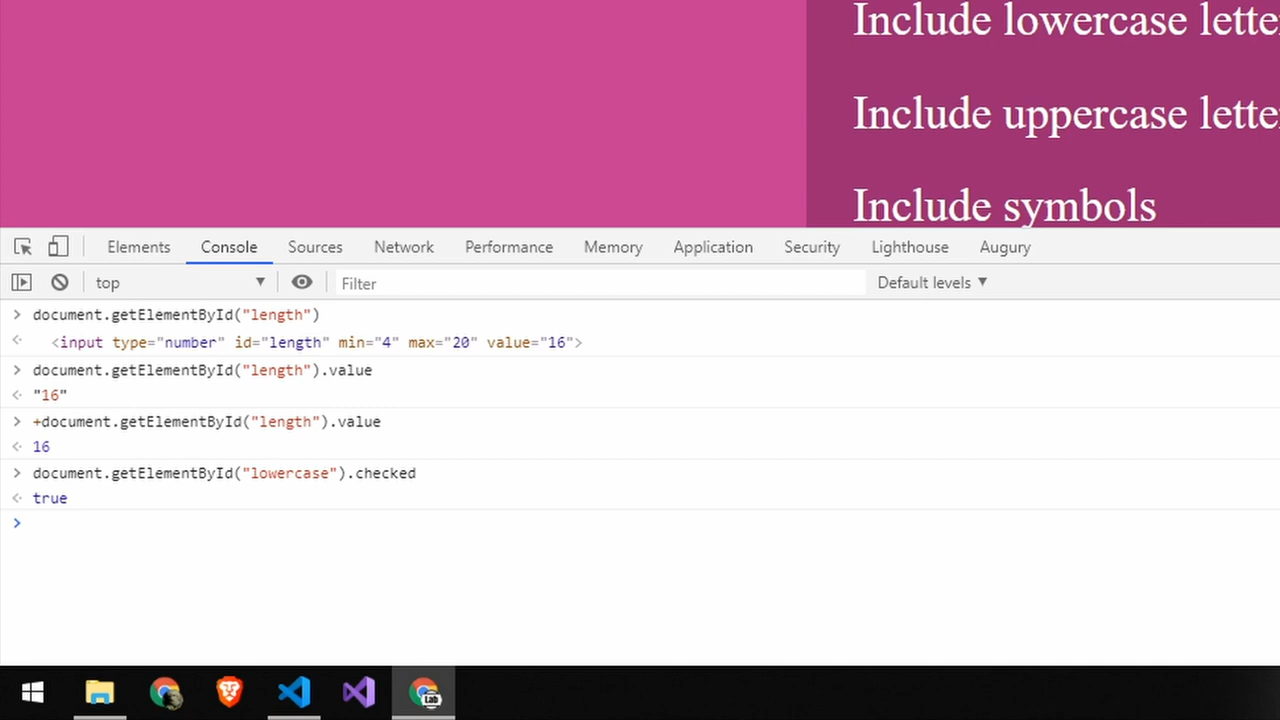 Include lowercase lette
Include uppercase lette
Include symbols
Elements Console Sources Network Performance Memory Application Security Lighthouse Augury
top Filter Default levels
document.getElementById("length")
<input type="number" id="length" min="4" max="20" value="16">
document.getElementById("length").value
"16"
+document.getElementById("length").value
16
document.getElementById("lowercase").checked
true